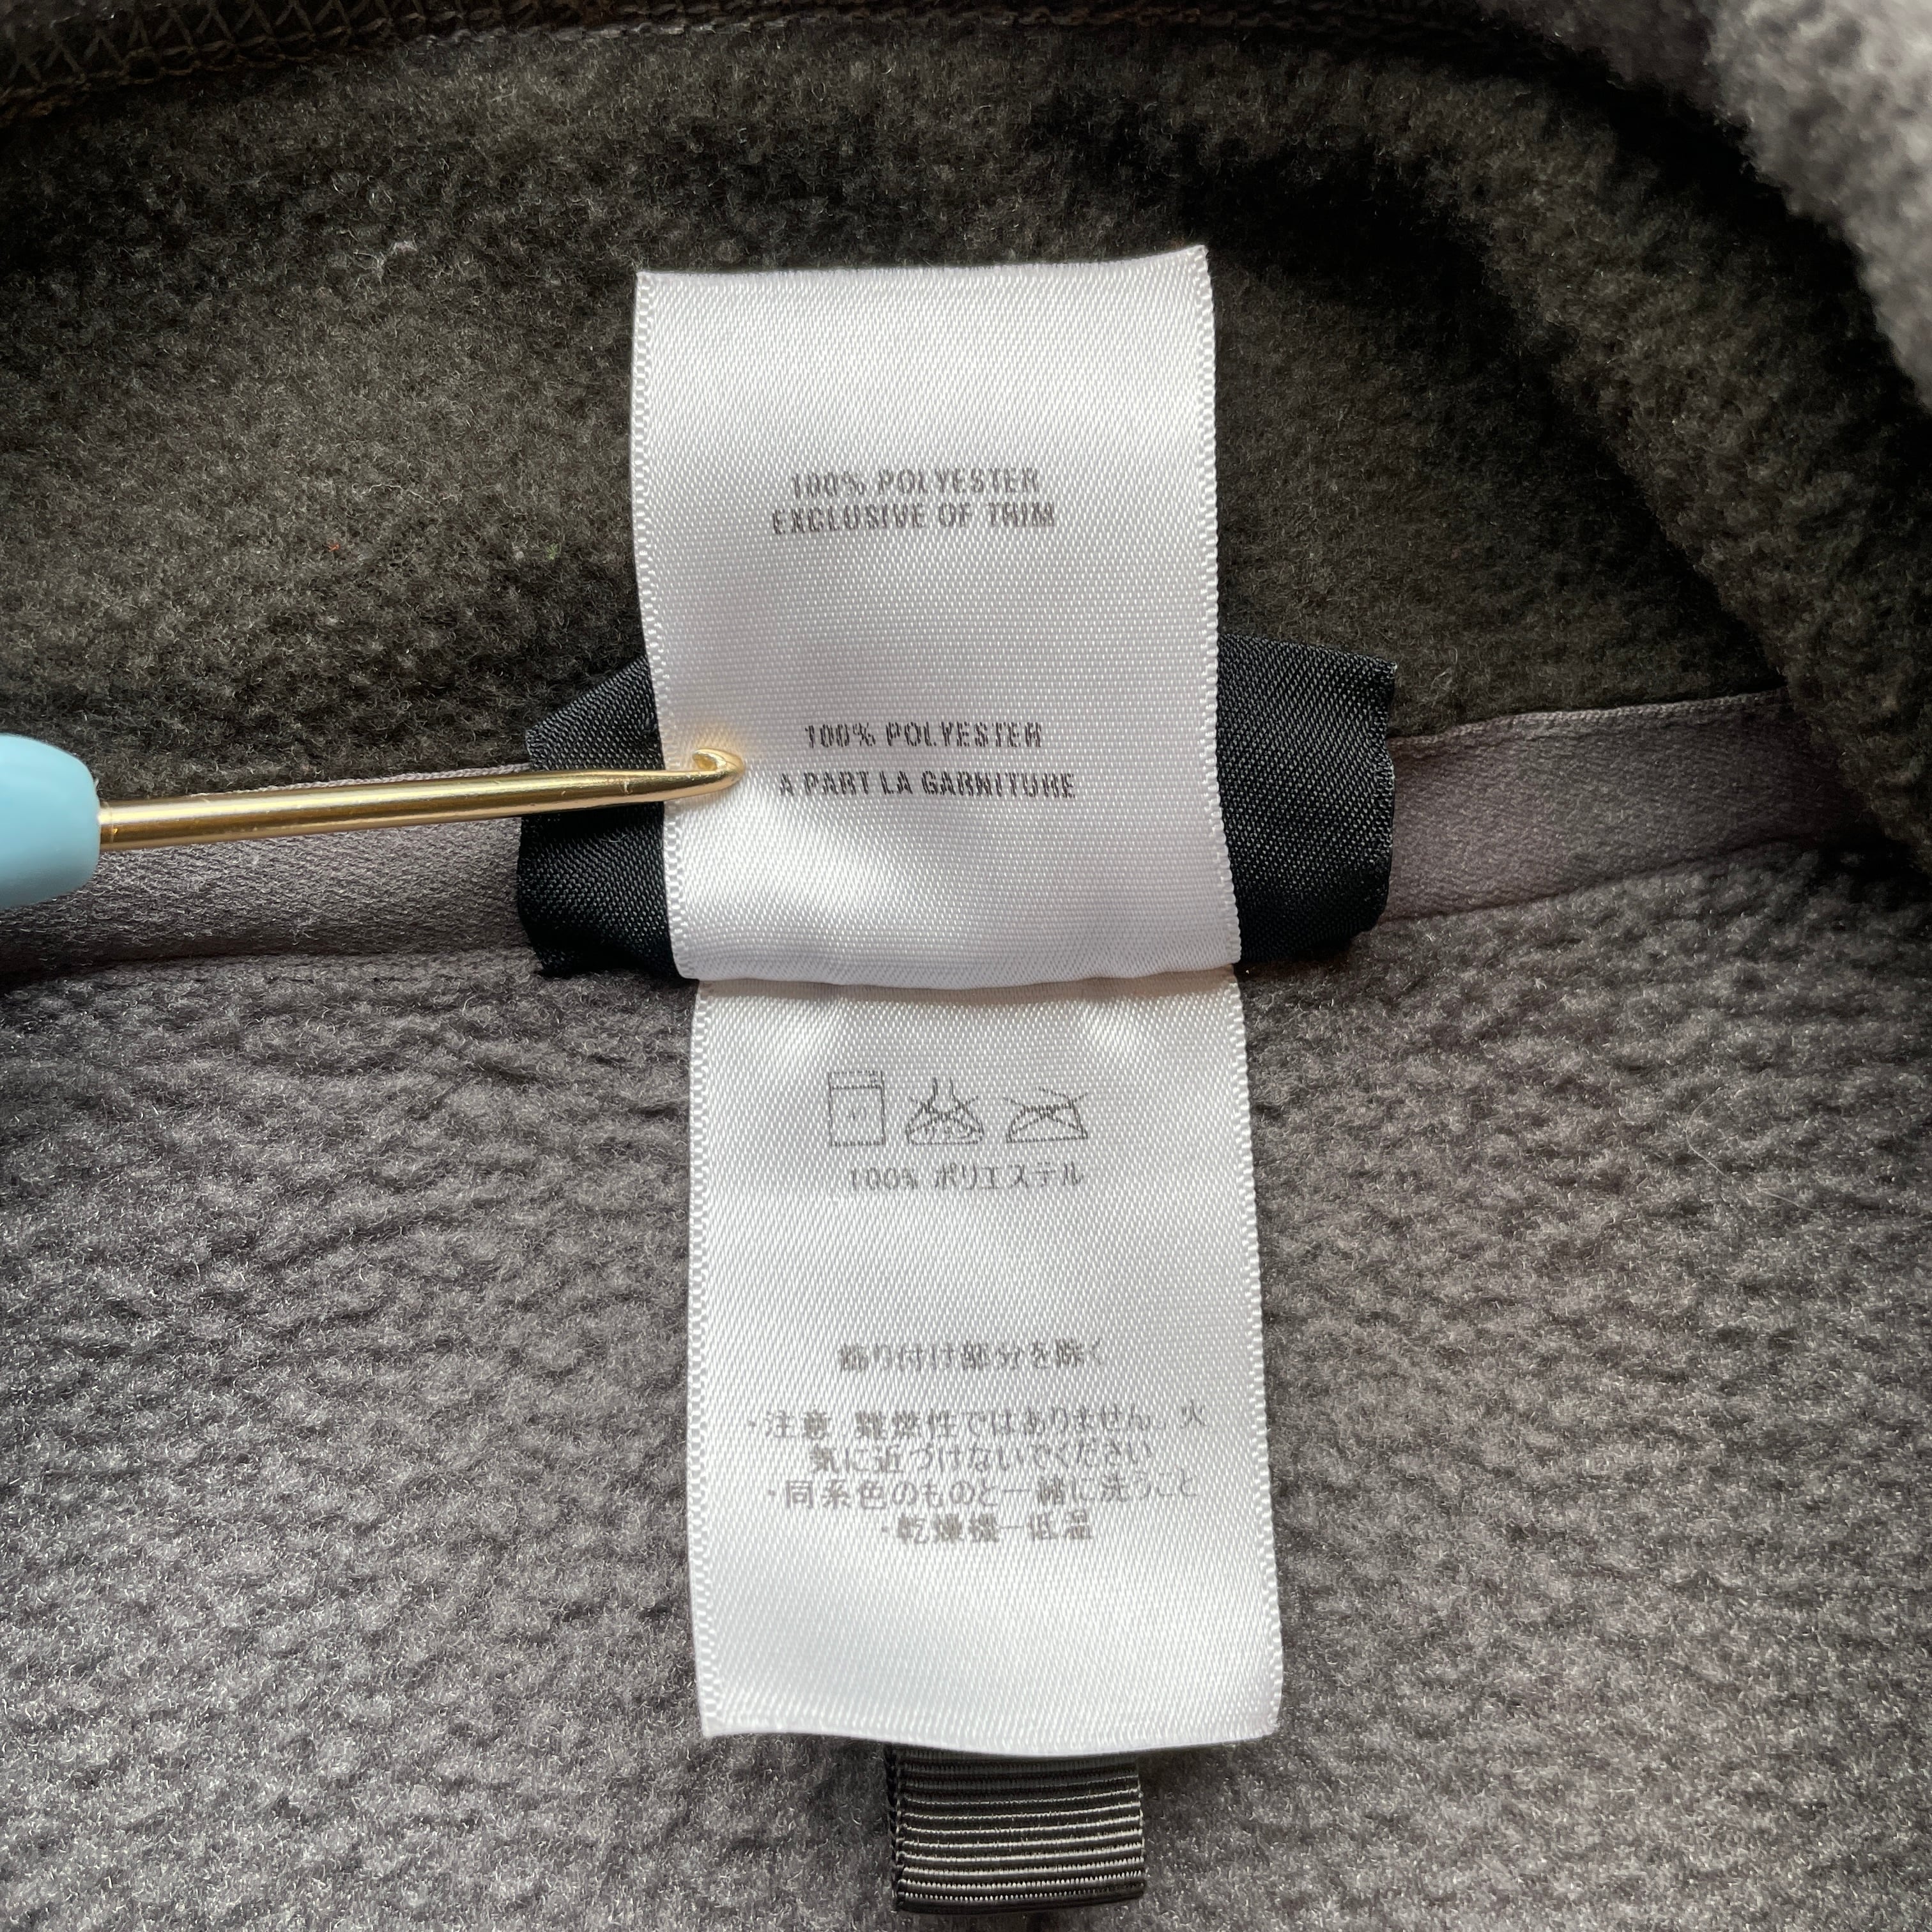 100% POLYESTER
EXCLUSIVE OF TRIM
100% POLYESTER
A PART LA GARNITURE
100% ポリエステル
飾り付け部分を除く
・注意 難燃性ではありません。火
気に近づけないでください
・同系色のものと一緒に洗うこと
・乾燥機ー低温